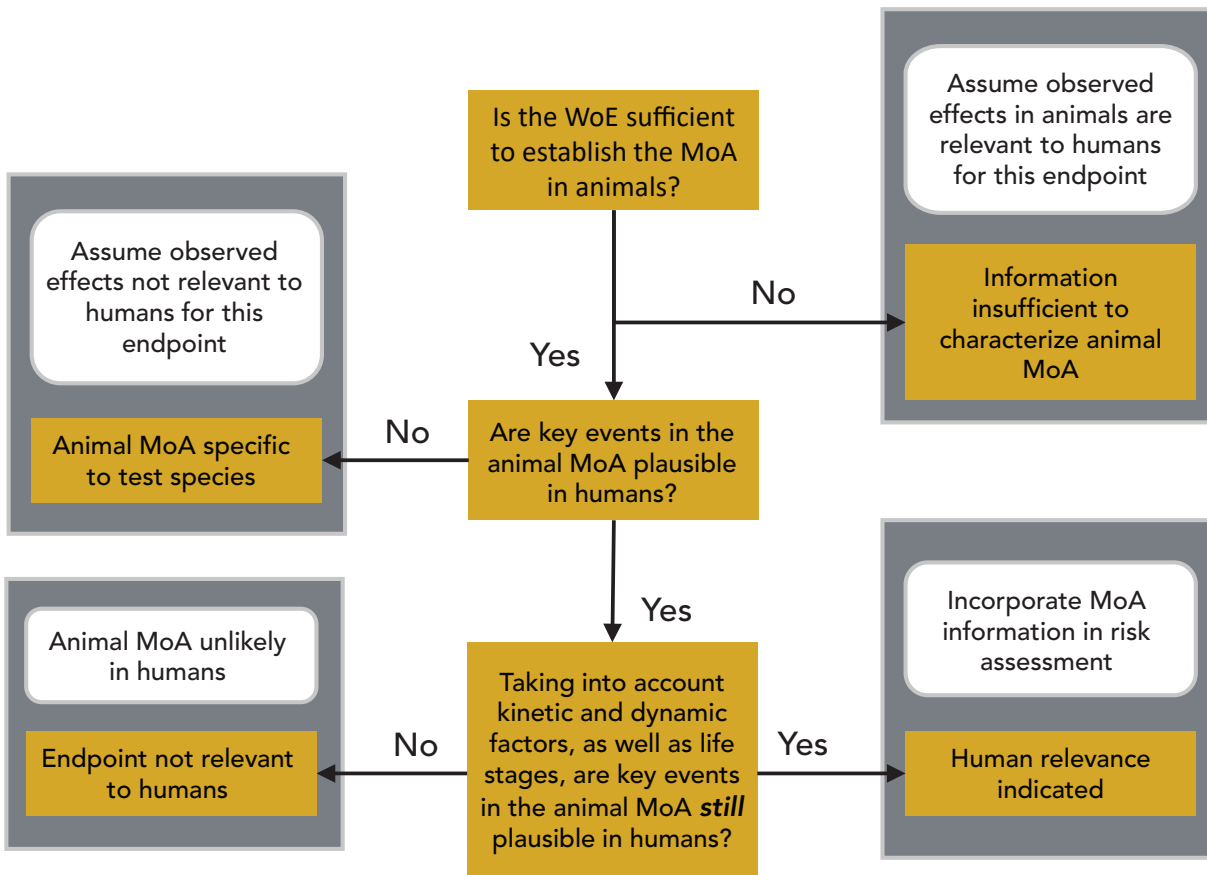 Is the WoE sufficient
to establish the MoA
in animals?
Assume observed
effects in animals are
relevant to humans
for this endpoint
No
Information
insufficient to
characterize animal
MoA
Yes
Assume observed
effects not relevant to
humans for this
endpoint
Animal MoA specific
to test species
No
Are key events in the
animal MoA plausible
in humans?
Yes
Animal MoA unlikely
in humans
Endpoint not relevant
to humans
No
Taking into account
kinetic and dynamic
factors, as well as life
stages, are key events
in the animal MoA still
plausible in humans?
Yes
Incorporate MoA
information in risk
assessment
Human relevance
indicated